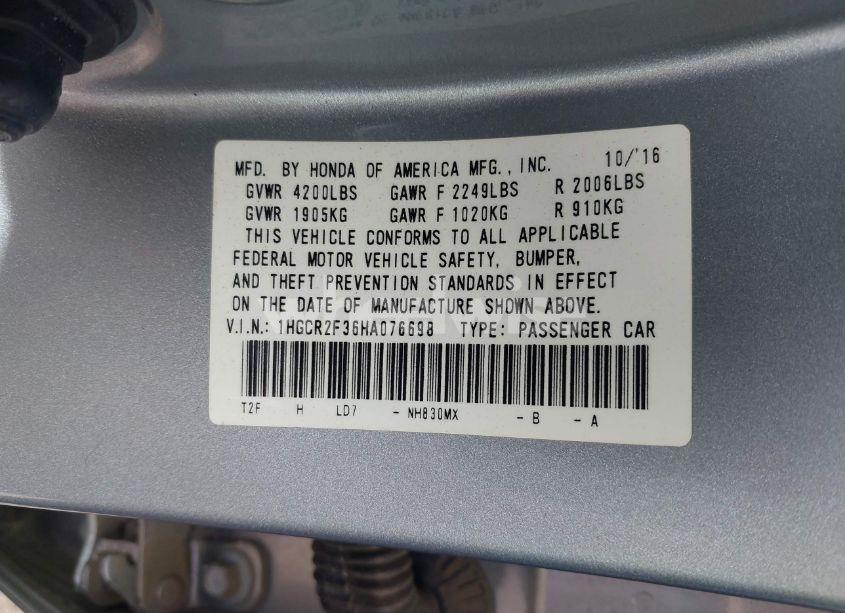 MFD. BY HONDA OF AMERICA MFG., INC. 10/'16
GVWR 4200LBS GAWR F 2249LBS R 2006LBS
GVWR 1905KG GAWR F 1020KG R 910KG
THIS VEHICLE CONFORMS TO ALL APPLICABLE
FEDERAL MOTOR VEHICLE SAFETY, BUMPER,
AND THEFT PREVENTION STANDARDS IN EFFECT
ON THE DATE OF MANUFACTURE SHOWN ABOVE.
V.I.N.: 1HGCR2F36HA076698 TYPE: PASSENGER CAR
T2F H LD7 - NH830MX - B - A